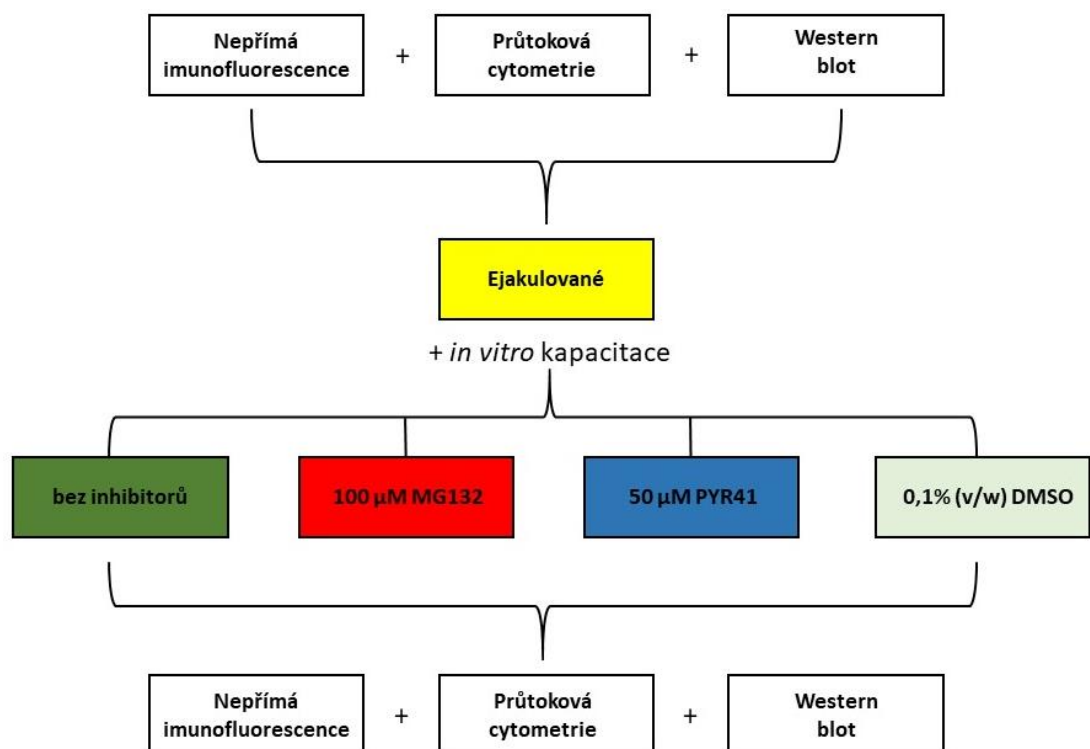 Nepřímá
imunofluorescence
+
Průtoková
cytometrie
+
Western
blot
Ejakulované
+ in vitro kapacitace
bez inhibitorů
100 µM MG132
50 µM PYR41
0,1% (v/w) DMSO
Nepřímá
imunofluorescence
+
Průtoková
cytometrie
+
Western
blot